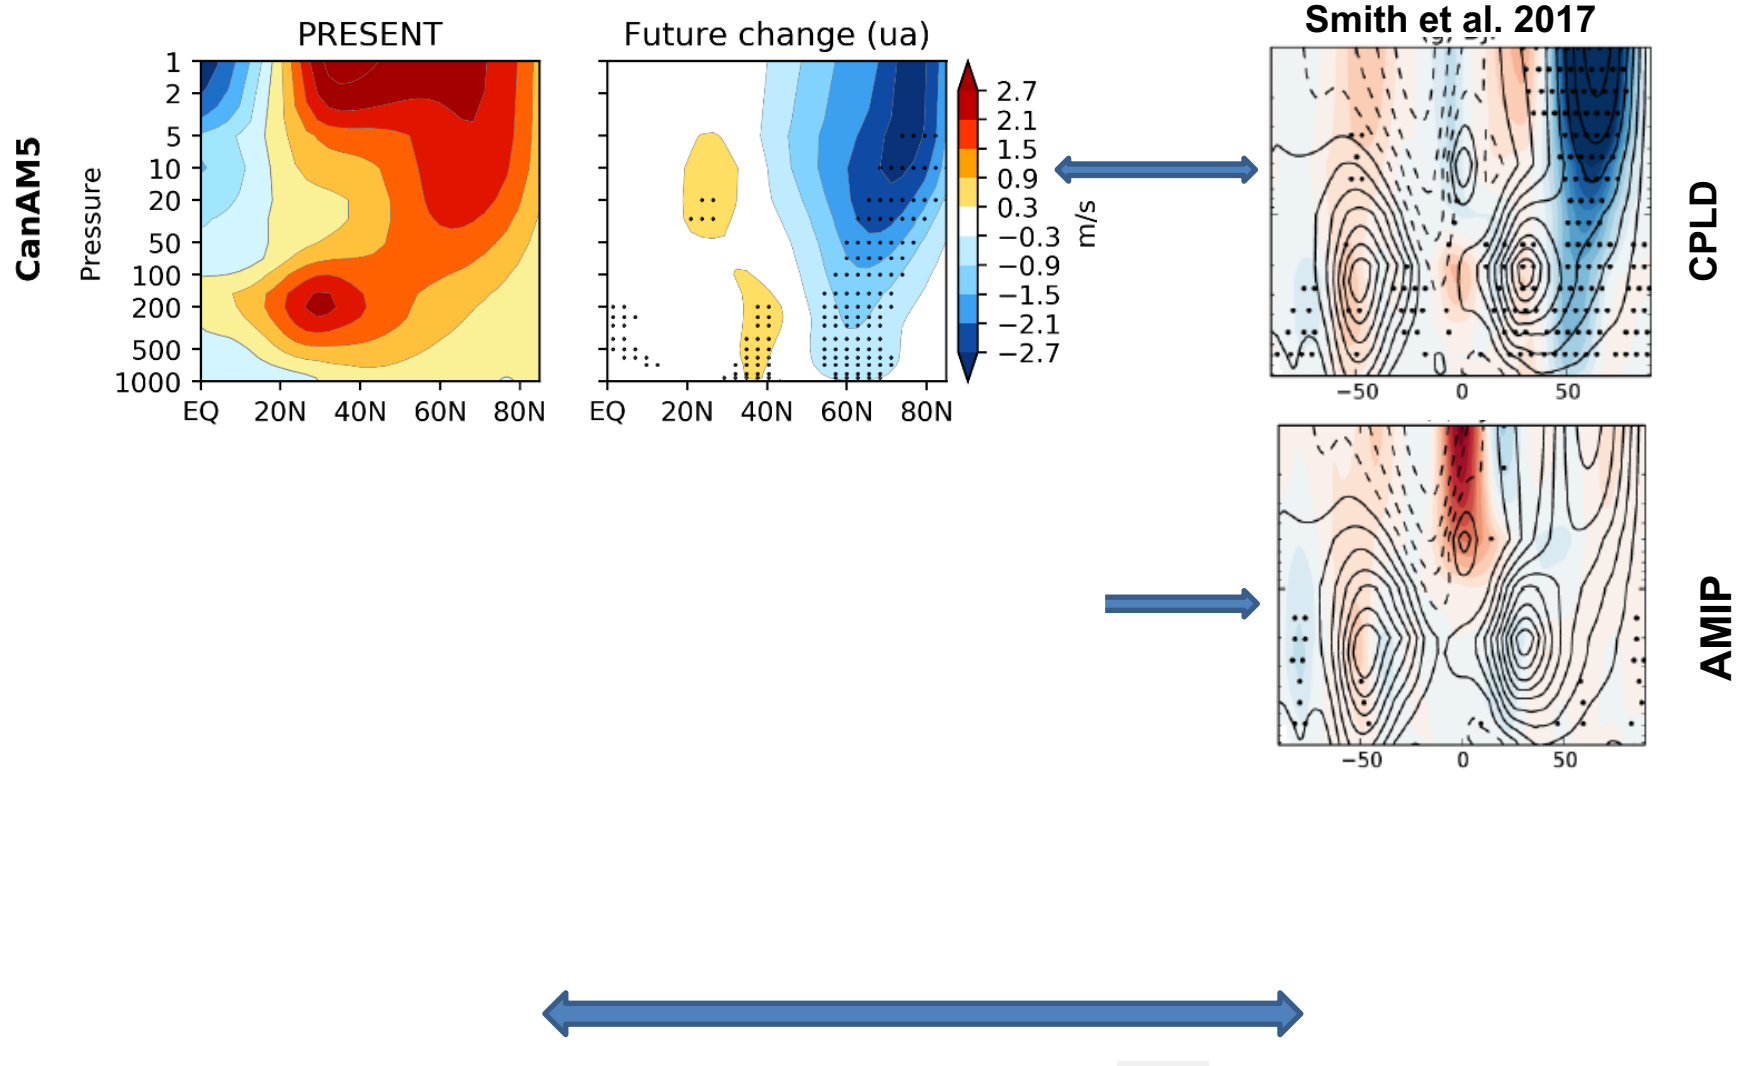 Smith et al. 2017
PRESENT
Future change (ua)
CanAM5
Pressure
1
2
5
10
20
50
100
200
500
1000
EQ 20N 40N 60N 80N
EQ 20N 40N 60N 80N
2.7
2.1
1.5
0.9
0.3
−0.3
−0.9
−1.5
−2.1
−2.7
m/s
−50 0 50
CPLD
−50 0 50
AMIP